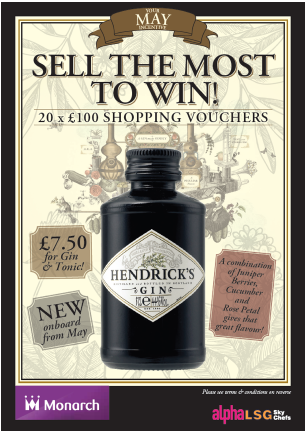 YOUR
MAY
INCENTIVE
SELL THE MOST
TO WIN!
20 x £100 SHOPPING VOUCHERS
£7.50
for Gin
& Tonic!
HENDRICK'S
GIN
A combination
of Juniper
Berries,
Cucumber
and
Rose Petal
gives that
great flavour!
NEW
onboard
from May
Please see terms & conditions on reverse
Monarch
alphaLSG Sky
Chefs